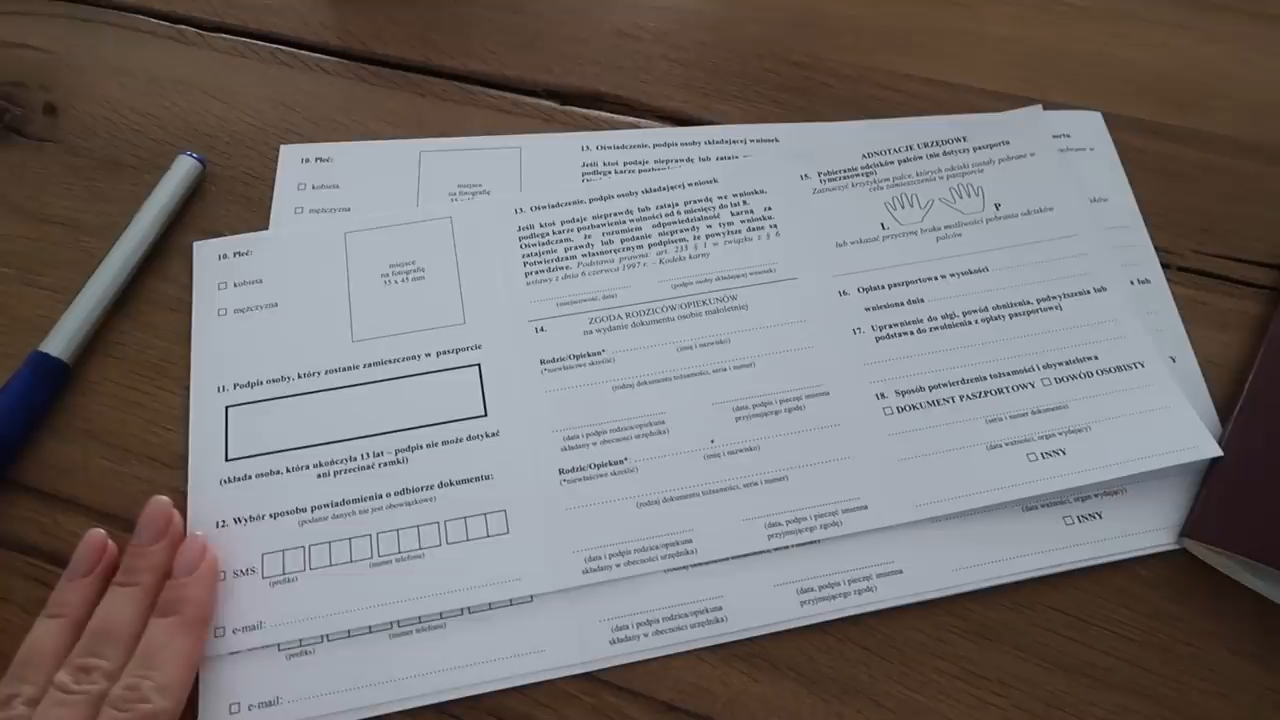 10. Płeć:
kobieta
mężczyzna
miejsce
na fotografię
13. Oświadczenie, podpis osoby składającej wniosek
Jeśli ktoś podaje nieprawdę lub zataja
podlega karze
10. Płeć:
kobieta
mężczyzna
miejsce
na fotografię
35 x 45 mm
11. Podpis osoby, który zostanie zamieszczony w paszporcie
(składa osoba, która ukończyła 13 lat – podpis nie może dotykać
ani przecinać ramki)
12. Wybór sposobu powiadomienia o odbiorze dokumentu:
(podanie danych nie jest obowiązkowe)
SMS:
(prefiks)
(numer telefonu)
e-mail:
13. Oświadczenie, podpis osoby składającej wniosek
Jeśli ktoś podaje nieprawdę lub zataja prawdę we wniosku,
podlega karze pozbawienia wolności od 6 miesięcy do lat 8.
Oświadczam, że rozumiem odpowiedzialność karną za
zatajenie prawdy lub podanie nieprawdy w tym wniosku.
Potwierdzam własnoręcznym podpisem, że powyższe dane są
prawdziwe. Podstawa prawna: art. 233 § 1 w związku z § 6
ustawy z dnia 6 czerwca 1997 r. – Kodeks karny
(miejscowość, data)
(podpis osoby składającej wniosek)
14. ZGODA RODZICÓW/OPIEKUNÓW
na wydanie dokumentu osobie małoletniej
Rodzic/Opiekun*
(*niewłaściwe skreślić)
(imię i nazwisko)
(rodzaj dokumentu tożsamości, seria i numer)
(data i podpis rodzica/opiekuna
składany w obecności urzędnika)
(data, podpis i pieczęć imienna
przyjmującego zgodę)
Rodzic/Opiekun*
(*niewłaściwe skreślić)
(imię i nazwisko)
(rodzaj dokumentu tożsamości, seria i numer)
(data i podpis rodzica/opiekuna
składany w obecności urzędnika)
(data, podpis i pieczęć imienna
przyjmującego zgodę)
ADNOTACJE URZĘDOWE
15. Pobieranie odcisków palców (nie dotyczy paszportu
tymczasowego)
Zaznaczyć krzyżykiem palce, których odciski zostały pobrane w
celu zamieszczenia w paszporcie
L P
lub wskazać przyczynę braku możliwości pobrania odcisków
palców
16. Opłata paszportowa w wysokości
wniesiona dnia
17. Uprawnienie do ulgi, powód obniżenia, podwyższenia lub
podstawa do zwolnienia z opłaty paszportowej
18. Sposób potwierdzenia tożsamości i obywatelstwa
DOKUMENT PASZPORTOWY DOWÓD OSOBISTY
(seria i numer dokumentu)
(data ważności, organ wydający)
INNY
(numer telefonu)
(prefiks)
e-mail:
(data i podpis rodzica/opiekuna
składany w obecności urzędnika)
(data, podpis i pieczęć imienna
przyjmującego zgodę)
(data ważności, organ wydający)
INNY